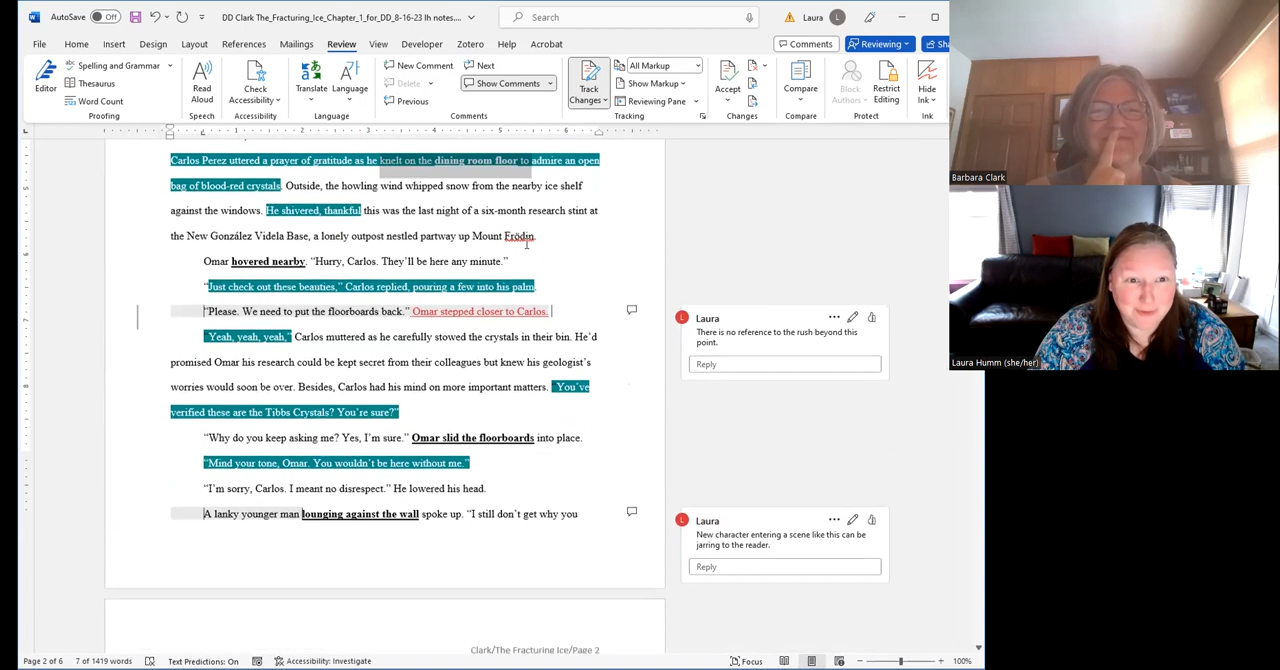 AutoSave Off DD Clark The_Fracturing_Ice_Chapter_1_for_DD_8-16-23 lh notes.... Search Laura L
File Home Insert Design Layout References Mailings Review View Developer Zotero Help Acrobat Comments Reviewing Sha
Editor Spelling and Grammar Thesaurus Word Count Proofing
Read Aloud Speech
Check Accessibility Accessibility
Translate Language Language
New Comment Delete Previous Next Show Comments Comments
Track Changes All Markup Show Markup Reviewing Pane Tracking
Accept Changes
Compare Compare
Block Authors Restrict Editing Protect
Hide Ink Ink
1 2 3 4 5 6
Carlos Perez uttered a prayer of gratitude as he knelt on the dining room floor to admire an open
bag of blood-red crystals. Outside, the howling wind whipped snow from the nearby ice shelf
against the windows. He shivered, thankful this was the last night of a six-month research stint at
the New González Videla Base, a lonely outpost nestled partway up Mount Frödin.
Omar hovered nearby. “Hurry, Carlos. They’ll be here any minute.”
“Just check out these beauties,” Carlos replied, pouring a few into his palm.
“Please. We need to put the floorboards back.” Omar stepped closer to Carlos.
“Yeah, yeah, yeah,” Carlos muttered as he carefully stowed the crystals in their bin. He’d
promised Omar his research could be kept secret from their colleagues but knew his geologist’s
worries would soon be over. Besides, Carlos had his mind on more important matters. “You’ve
verified these are the Tibbs Crystals? You’re sure?”
“Why do you keep asking me? Yes, I’m sure.” Omar slid the floorboards into place.
“Mind your tone, Omar. You wouldn’t be here without me.”
“I’m sorry, Carlos. I meant no disrespect.” He lowered his head.
A lanky younger man lounging against the wall spoke up. “I still don’t get why you
Clark/The Fracturing Ice/Page 2
L Laura
There is no reference to the rush beyond this
point.
Reply
L Laura
New character entering a scene like this can be
jarring to the reader.
Reply
Barbara Clark
Laura Humm (she/her)
Page 2 of 6 7 of 1419 words Text Predictions: On Accessibility: Investigate Focus 100%